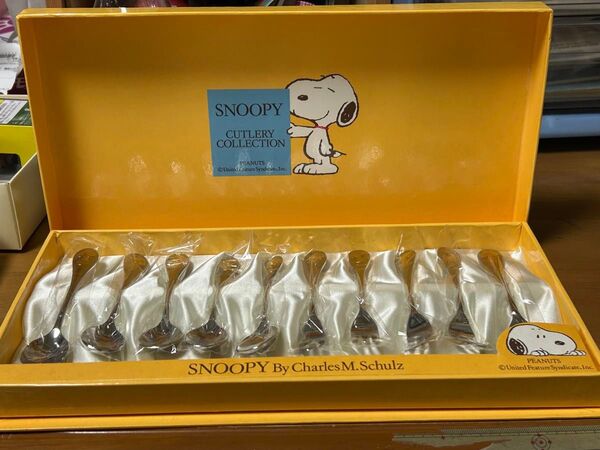 SNOOPY
CUTLERY
COLLECTION
PEANUTS
©United Feature Syndicate, Inc.
SNOOPY By Charles M. Schulz
PEANUTS
©United Feature Syndicate, Inc.